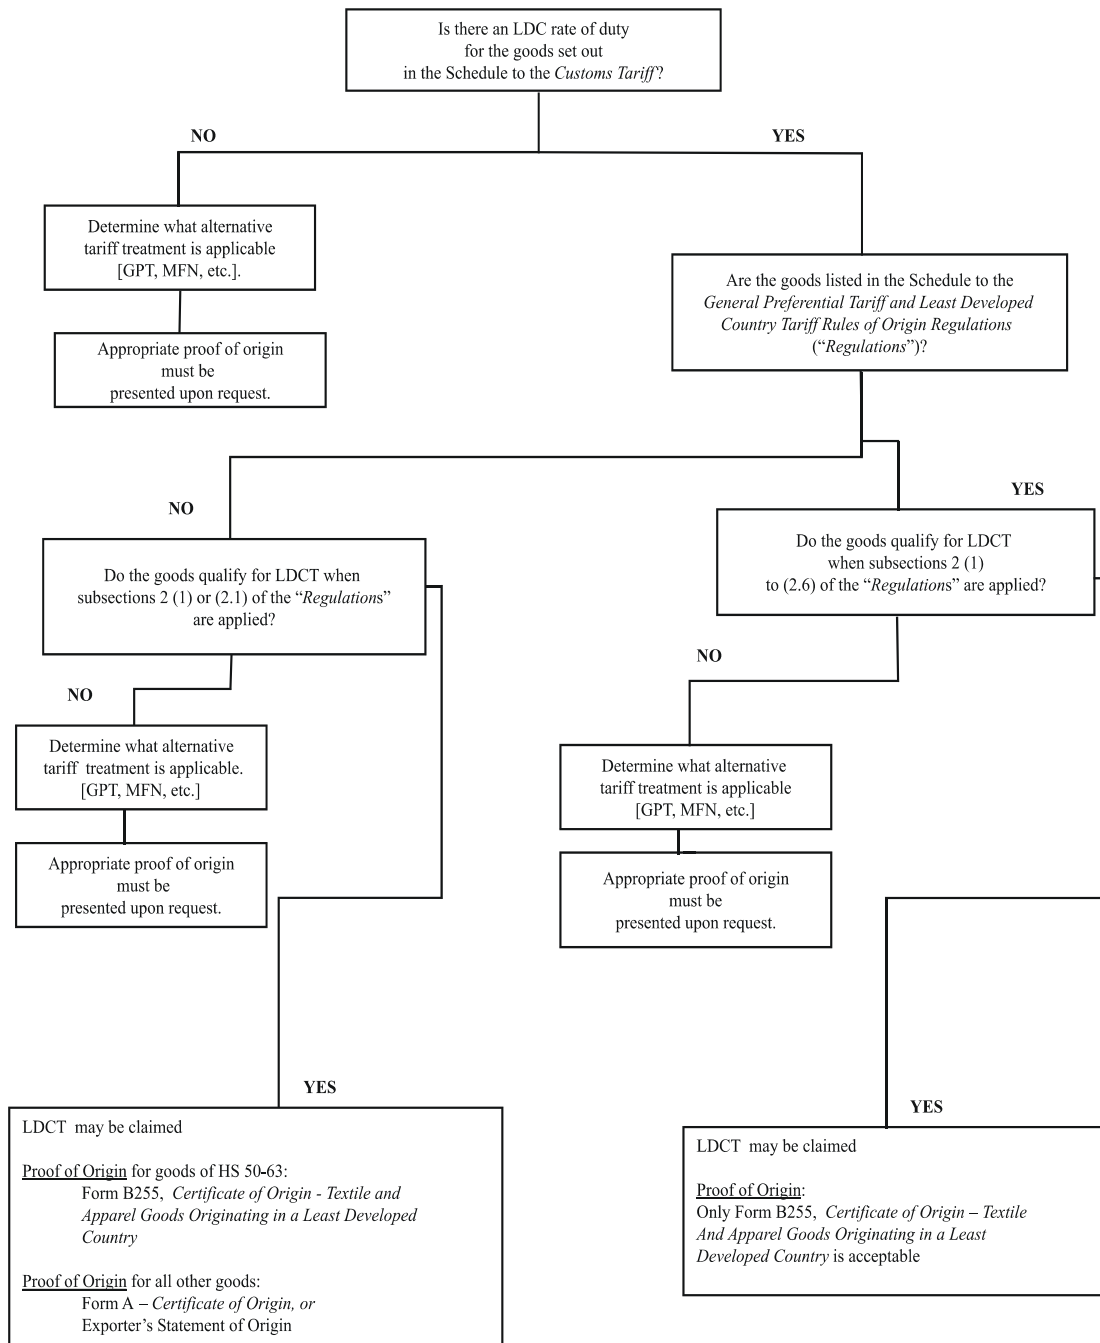 Is there an LDC rate of duty
for the goods set out
in the Schedule to the Customs Tariff?
NO
YES
Determine what alternative
tariff treatment is applicable
[GPT, MFN, etc.].
Are the goods listed in the Schedule to the
General Preferential Tariff and Least Developed
Country Tariff Rules of Origin Regulations
(“Regulations”)?
Appropriate proof of origin
must be
presented upon request.
NO
YES
Do the goods qualify for LDCT when
subsections 2 (1) or (2.1) of the “Regulations”
are applied?
Do the goods qualify for LDCT
when subsections 2 (1)
to (2.6) of the “Regulations” are applied?
NO
NO
Determine what alternative
tariff treatment is applicable.
[GPT, MFN, etc.]
Determine what alternative
tariff treatment is applicable
[GPT, MFN, etc.]
Appropriate proof of origin
must be
presented upon request.
Appropriate proof of origin
must be
presented upon request.
YES
YES
LDCT may be claimed
Proof of Origin for goods of HS 50-63:
Form B255, Certificate of Origin - Textile and
Apparel Goods Originating in a Least Developed
Country
Proof of Origin for all other goods:
Form A – Certificate of Origin, or
Exporter’s Statement of Origin
LDCT may be claimed
Proof of Origin:
Only Form B255, Certificate of Origin – Textile
And Apparel Goods Originating in a Least
Developed Country is acceptable